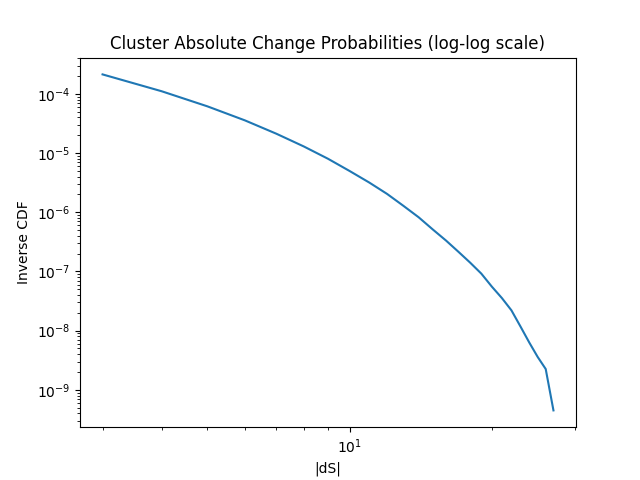 Cluster Absolute Change Probabilities (log-log scale)
Inverse CDF
10⁻⁴
10⁻⁵
10⁻⁶
10⁻⁷
10⁻⁸
10⁻⁹
10¹
|dS|